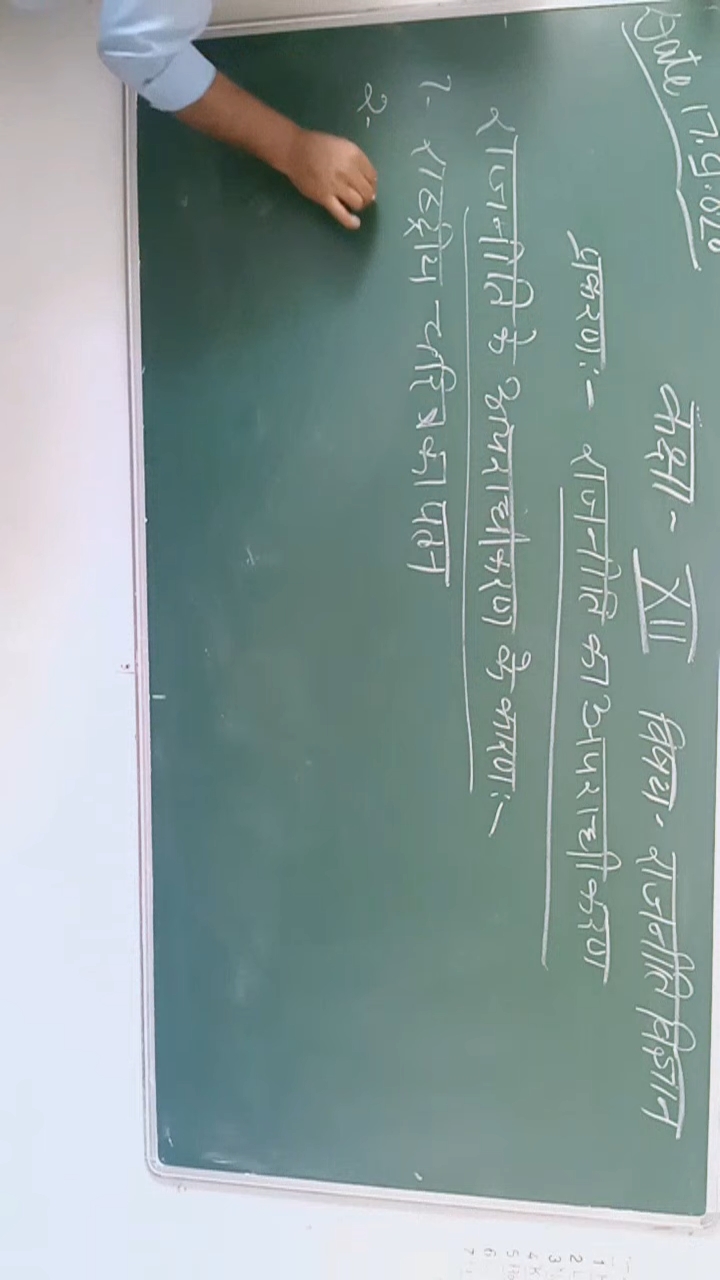 Date 17.9.020
कक्षा - XII विषय - राजनीति विज्ञान
प्रकरण:- राजनीति का अपराधीकरण
राजनीति के अपराधीकरण के कारण:-
1- राष्ट्रीय चरित्र का पतन
2-